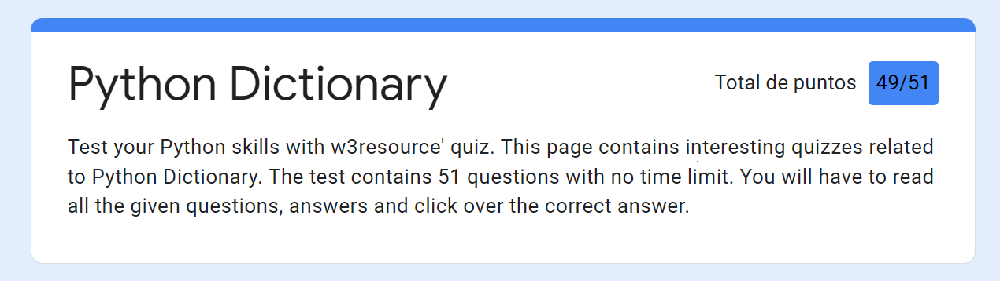 Python Dictionary
Total de puntos 49/51
Test your Python skills with w3resource' quiz. This page contains interesting quizzes related
to Python Dictionary. The test contains 51 questions with no time limit. You will have to read
all the given questions, answers and click over the correct answer.